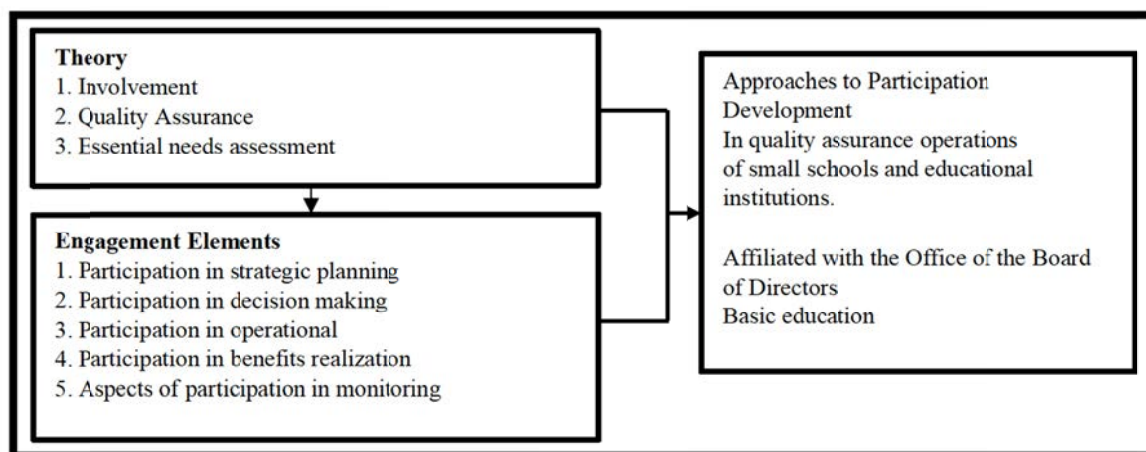 Theory
1. Involvement
2. Quality Assurance
3. Essential needs assessment
Engagement Elements
1. Participation in strategic planning
2. Participation in decision making
3. Participation in operational
4. Participation in benefits realization
5. Aspects of participation in monitoring
Approaches to Participation
Development
In quality assurance operations
of small schools and educational
institutions.
Affiliated with the Office of the Board
of Directors
Basic education